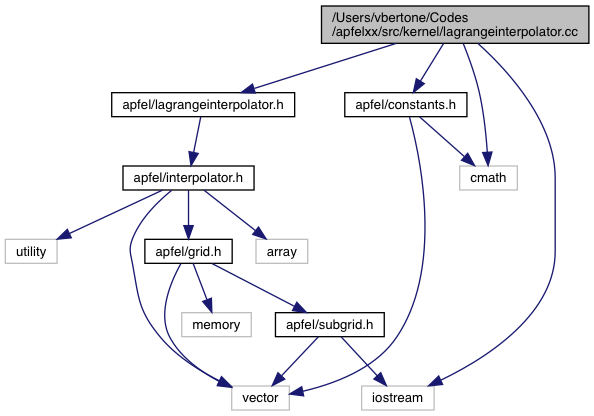 /Users/vbertone/Codes
/apfelxx/src/kernel/lagrangeinterpolator.cc
apfel/lagrangeinterpolator.h
apfel/constants.h
apfel/interpolator.h
cmath
utility
apfel/grid.h
array
memory
apfel/subgrid.h
vector
iostream